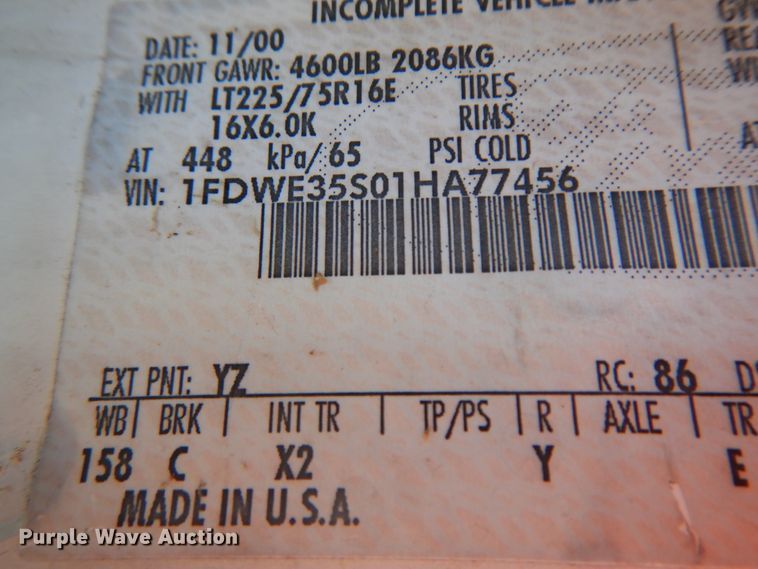 INCOMPLETE VEHICLE
DATE: 11/00
FRONT GAWR: 4600LB 2086KG
WITH LT225/75R16E TIRES
16X6.0K RIMS
AT 448 kPa/65 PSI COLD
VIN: 1FDWE35S01HA77456
EXT PNT: YZ RC: 86
WB BRK INT TR TP/PS R AXLE TR
158 C X2 Y E
MADE IN U.S.A.
Purple Wave Auction